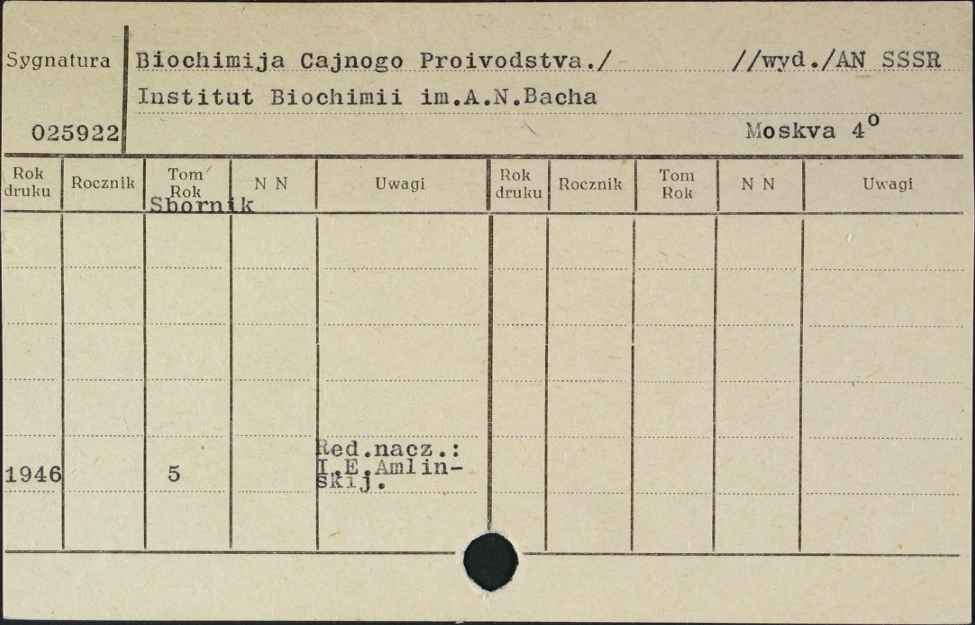 Sygnatura
Biochimija Cajnogo Proivodstva./ //wyd./AN SSSR
Institut Biochimii im.A.N.Bacha
025922
Moskva 4°
Rok druku Rocznik Tom Rok N N Uwagi Rok druku Rocznik Tom Rok N N Uwagi
Sbornik
1946 5 Red.nacz.:
I.E.Amlin-
skij.